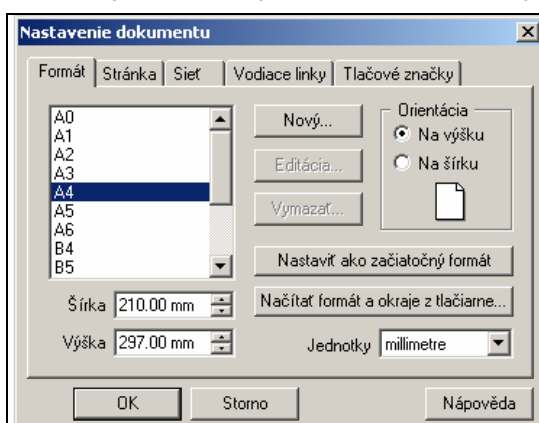 Nastavenie dokumentu
Formát Stránka Sieť Vodiace linky Tlačové značky
A0
A1
A2
A3
A4
A5
A6
B4
B5
Nový...
Editácia...
Vymazať...
Orientácia
Na výšku
Na šírku
Nastaviť ako začiatočný formát
Načítať formát a okraje z tlačiarne...
Šírka 210.00 mm
Výška 297.00 mm
Jednotky millimetre
OK Storno Nápověda